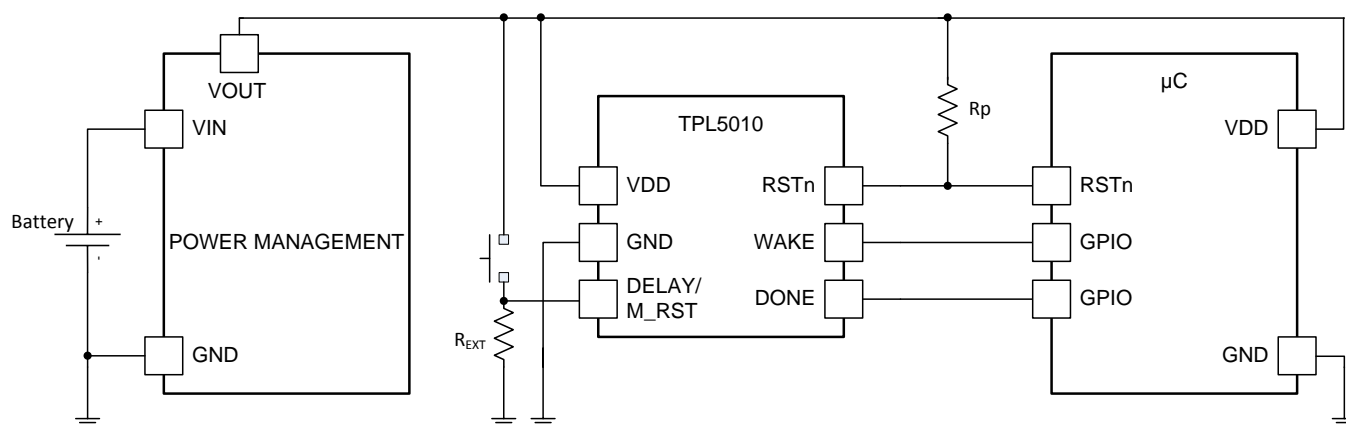 VOUT
VIN
Battery
+
-
POWER MANAGEMENT
GND
TPL5010
VDD
GND
DELAY/
M_RST
REXT
RSTn
WAKE
DONE
Rp
µC
VDD
RSTn
GPIO
GPIO
GND